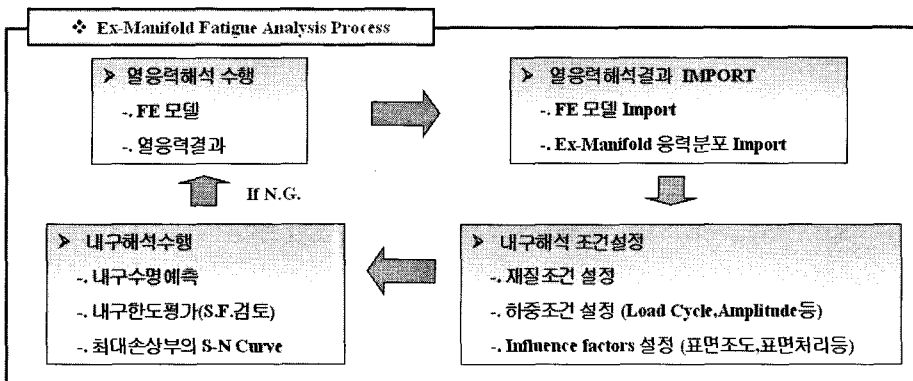 ❖ Ex-Manifold Fatigue Analysis Process
➢ 열응력해석 수행
-. FE 모델
-. 열응력결과
➢ 열응력해석결과 IMPORT
-. FE 모델 Import
-. Ex-Manifold 응력분포 Import
If N.G.
➢ 내구해석 조건설정
-. 재질조건 설정
-. 하중조건 설정 (Load Cycle,Amplitude등)
-. Influence factors 설정 (표면조도,표면처리등)
➢ 내구해석수행
-. 내구수명예측
-. 내구한도평가(S.F.검토)
-. 최대손상부의 S-N Curve